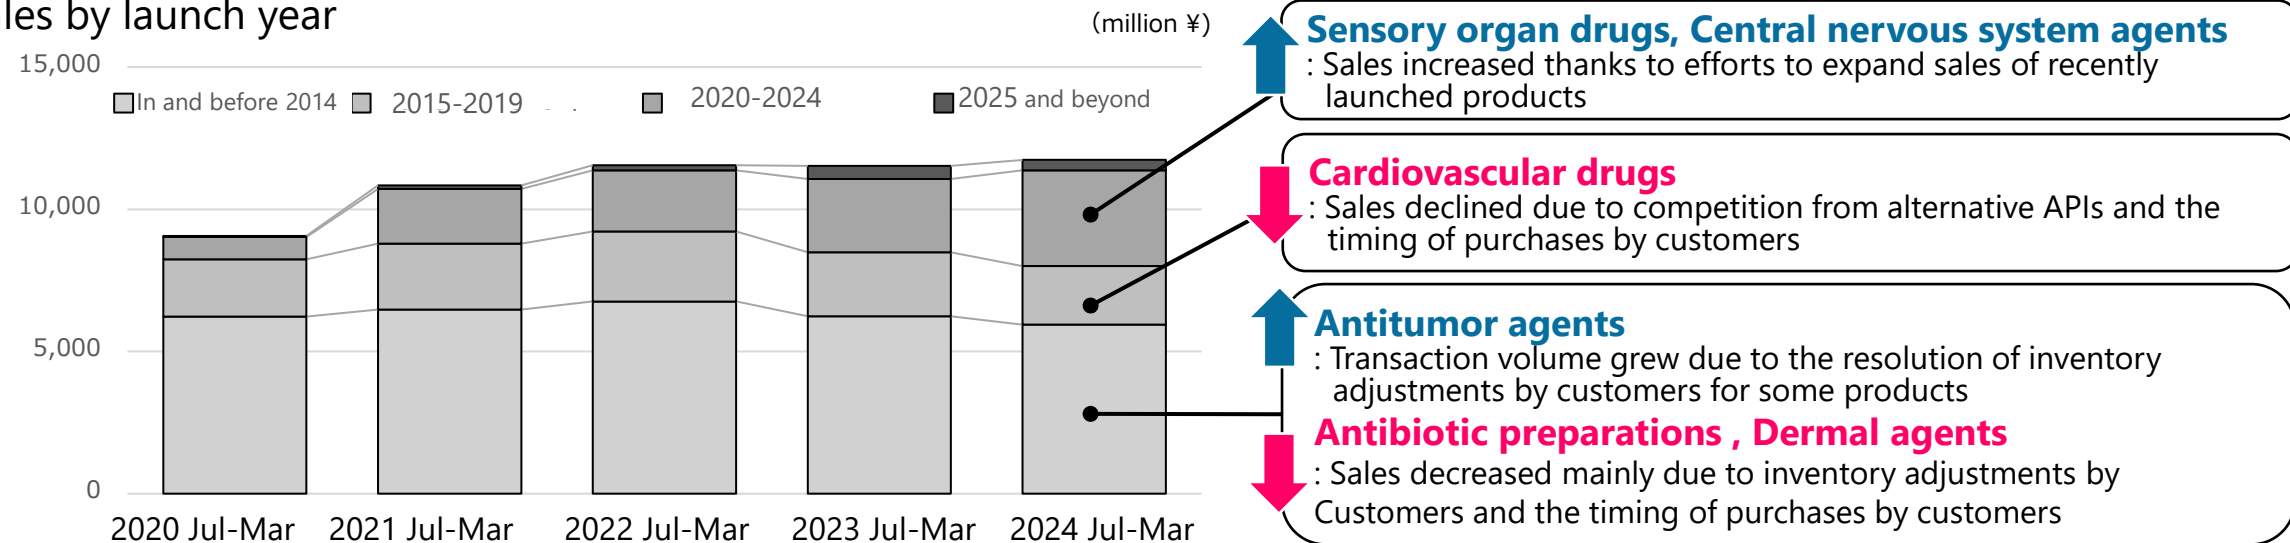 les by launch year
(million ¥)
15,000
10,000
5,000
0
In and before 2014
2015-2019
2020-2024
2025 and beyond
2020 Jul-Mar
2021 Jul-Mar
2022 Jul-Mar
2023 Jul-Mar
2024 Jul-Mar
Sensory organ drugs, Central nervous system agents
: Sales increased thanks to efforts to expand sales of recently
launched products
Cardiovascular drugs
: Sales declined due to competition from alternative APIs and the
timing of purchases by customers
Antitumor agents
: Transaction volume grew due to the resolution of inventory
adjustments by customers for some products
Antibiotic preparations , Dermal agents
: Sales decreased mainly due to inventory adjustments by
Customers and the timing of purchases by customers